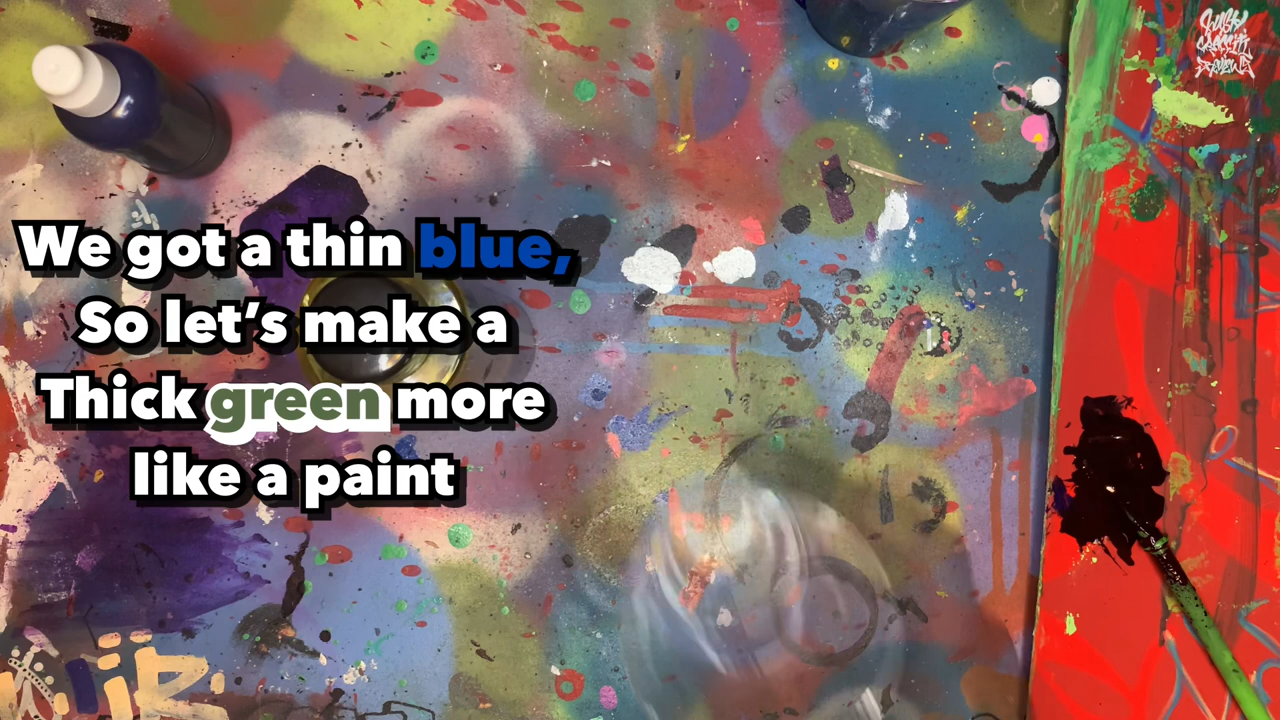 We got a thin blue,
So let's make a
Thick green more
like a paint